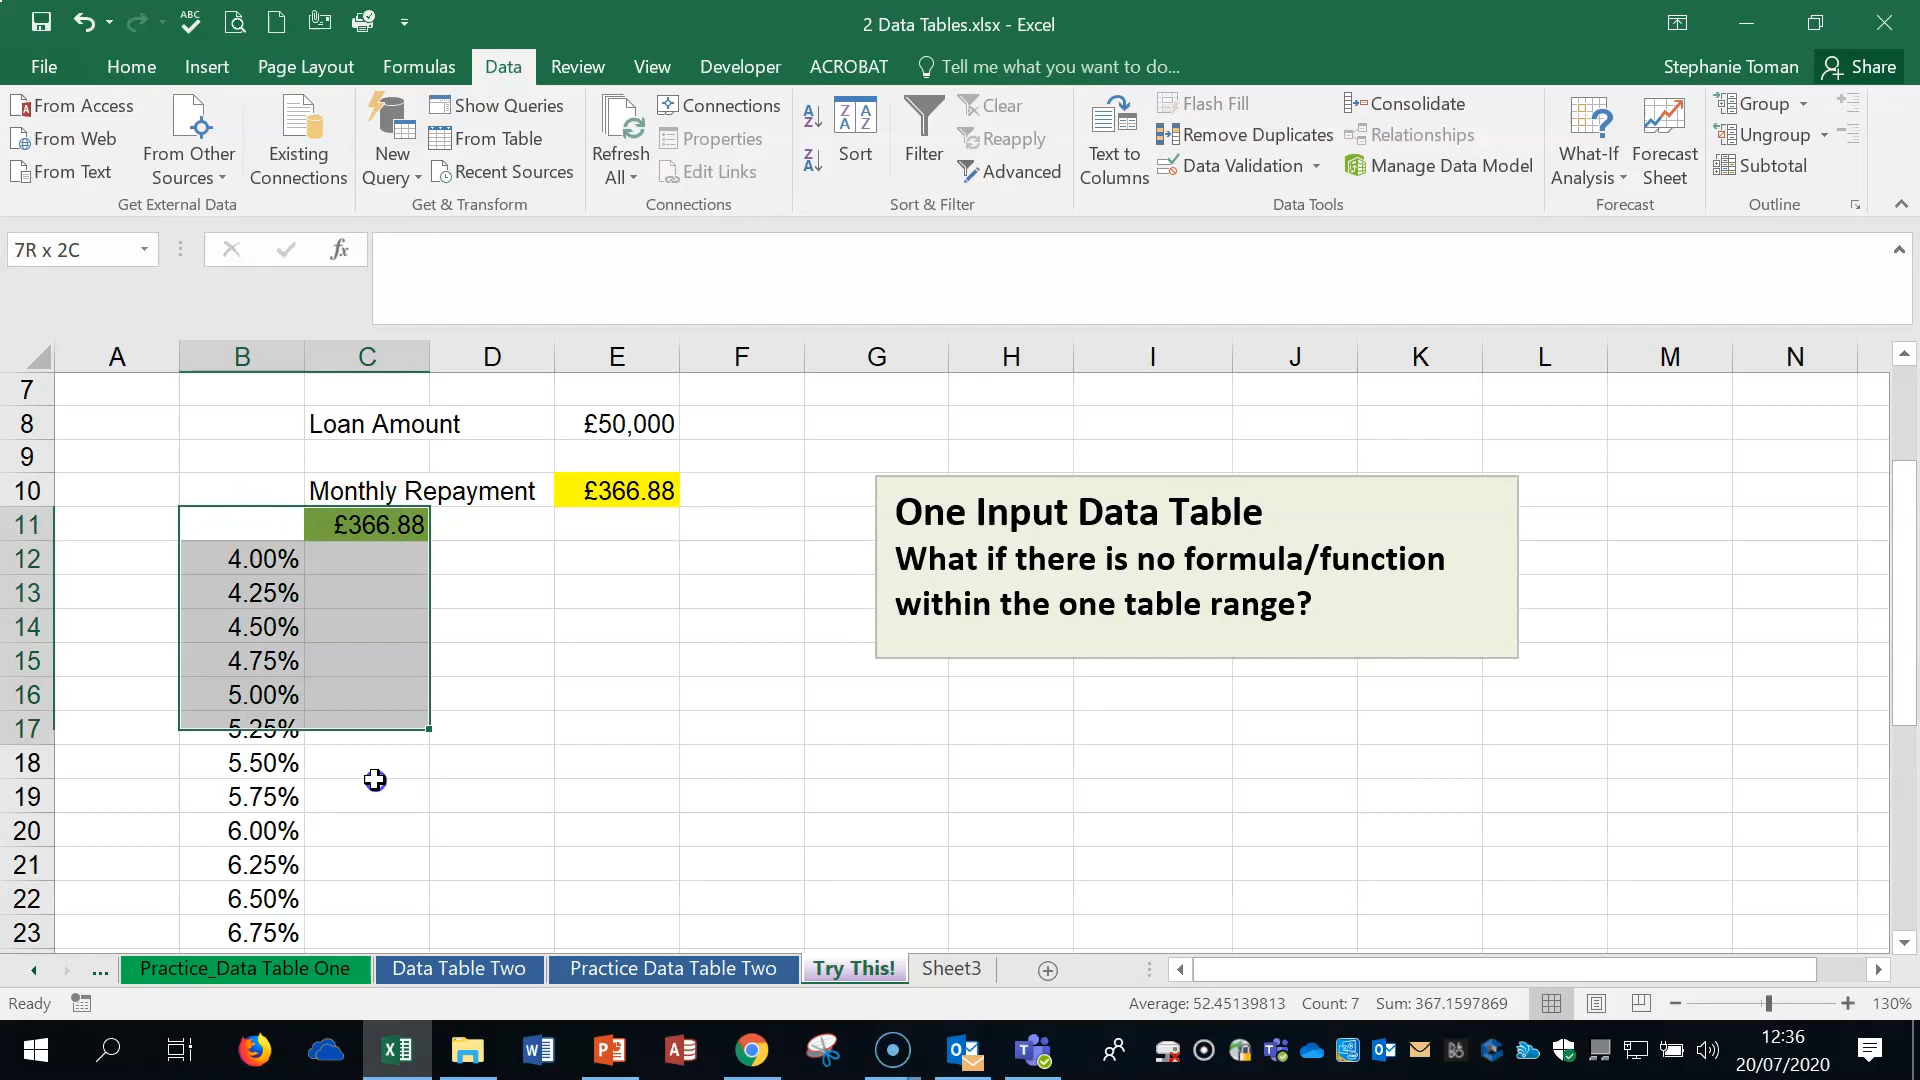 ABC
2 Data Tables.xlsx - Excel
File Home Insert Page Layout Formulas Data Review View Developer ACROBAT Tell me what you want to do... Stephanie Toman Share
From Access
From Web
From Text
From Other
Sources
Existing
Connections
Get External Data
New
Query
Show Queries
From Table
Recent Sources
Get & Transform
Refresh
All
Connections
Properties
Edit Links
Connections
Sort
Filter
Clear
Reapply
Advanced
Sort & Filter
Text to
Columns
Flash Fill
Remove Duplicates
Data Validation
Consolidate
Relationships
Manage Data Model
Data Tools
What-If
Analysis
Forecast
Sheet
Forecast
Group
Ungroup
Subtotal
Outline
7R x 2C fx
A B C D E F G H I J K L M N
7
8 Loan Amount £50,000
9
10 Monthly Repayment £366.88
11 £366.88
12 4.00%
13 4.25%
14 4.50%
15 4.75%
16 5.00%
17 5.25%
18 5.50%
19 5.75%
20 6.00%
21 6.25%
22 6.50%
23 6.75%
One Input Data Table
What if there is no formula/function
within the one table range?
... Practice_Data Table One Data Table Two Practice Data Table Two Try This! Sheet3
Ready Average: 52.45139813 Count: 7 Sum: 367.1597869 130%
12:36
20/07/2020